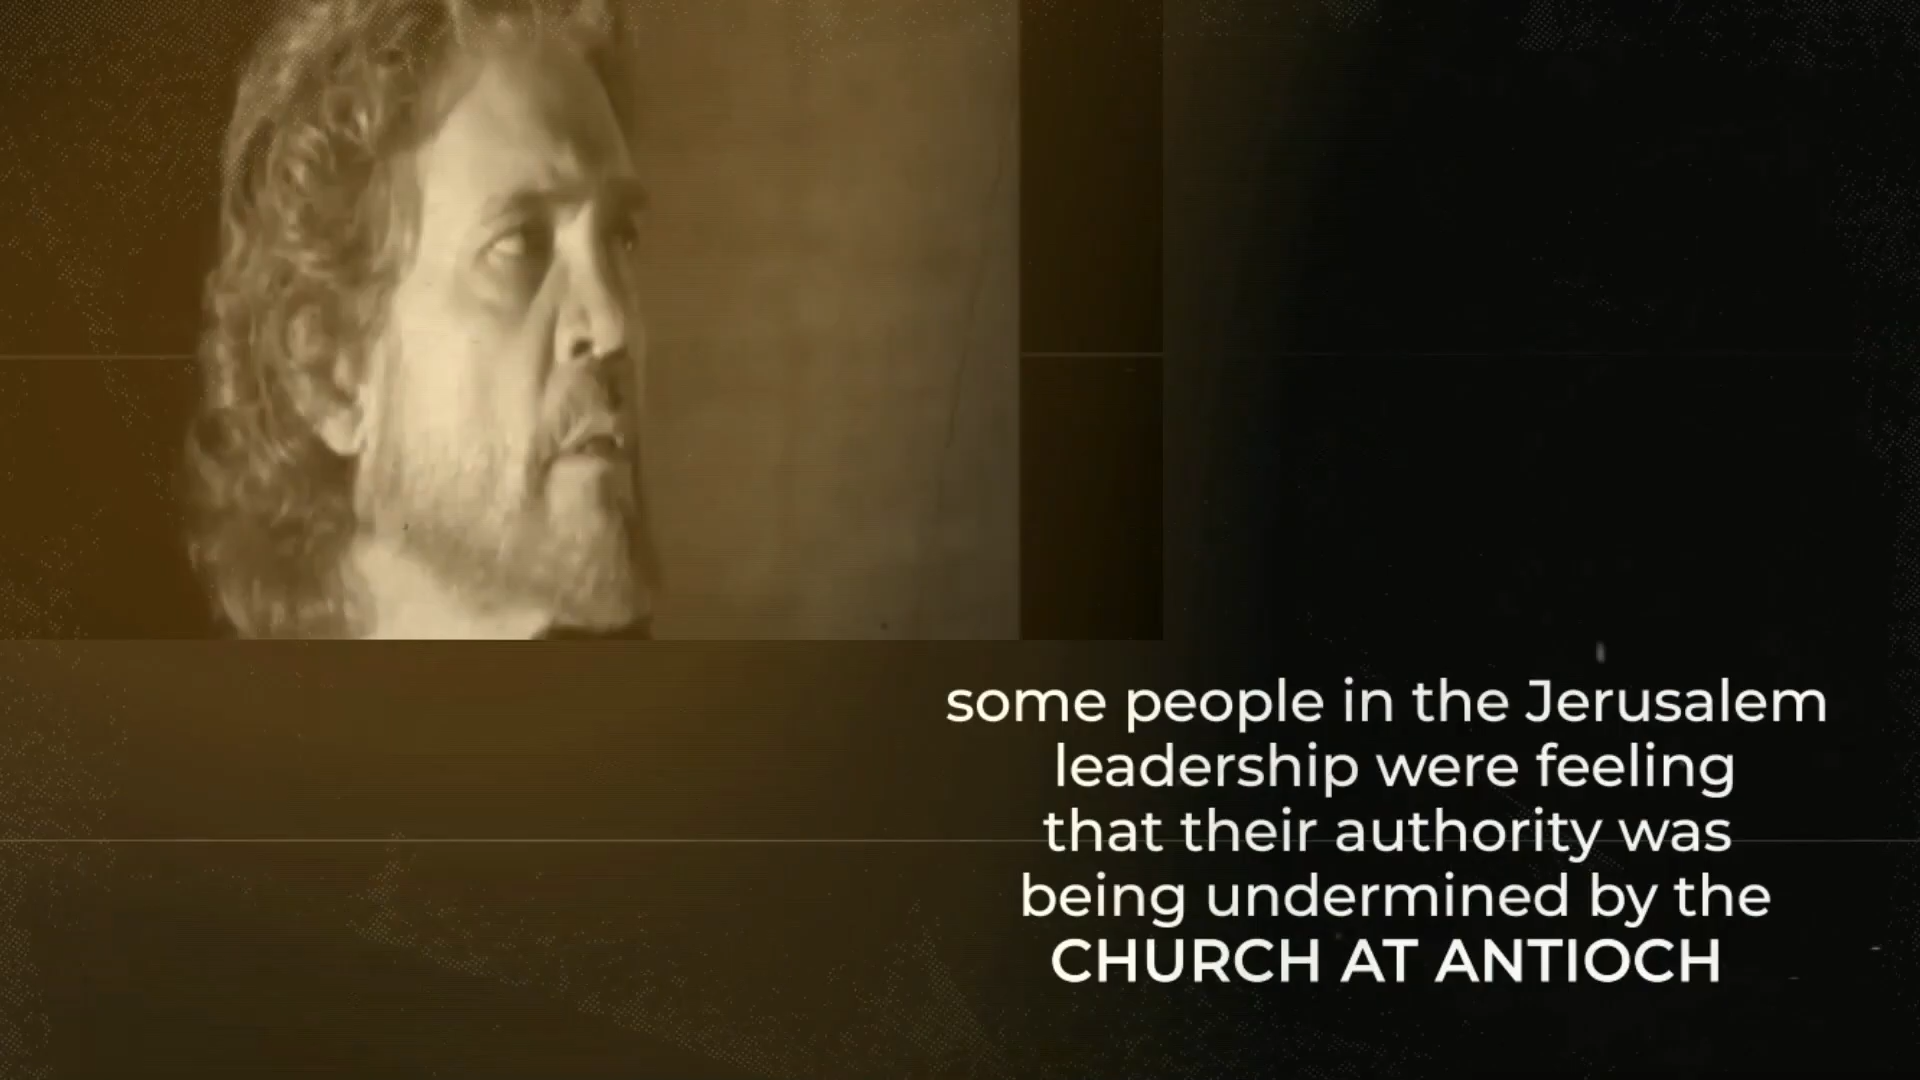 some people in the Jerusalem
leadership were feeling
that their authority was
being undermined by the
CHURCH AT ANTIOCH